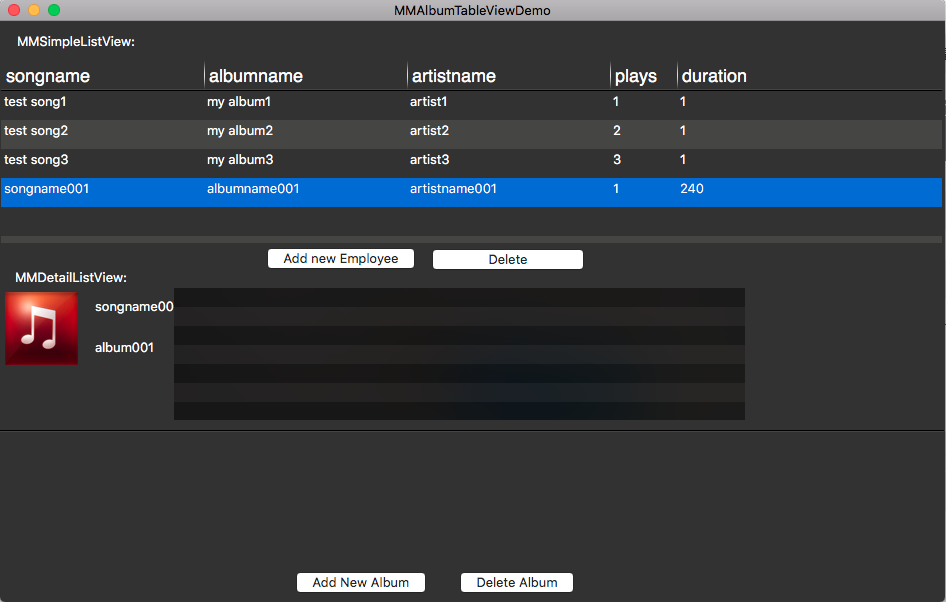 MMAlbumTableViewDemo
MMSimpleListView:
songname albumname artistname plays duration
test song1 my album1 artist1 1 1
test song2 my album2 artist2 2 1
test song3 my album3 artist3 3 1
songname001 albumname001 artistname001 1 240
Add new Employee Delete
MMDetailListView:
songname00
album001
Add New Album Delete Album